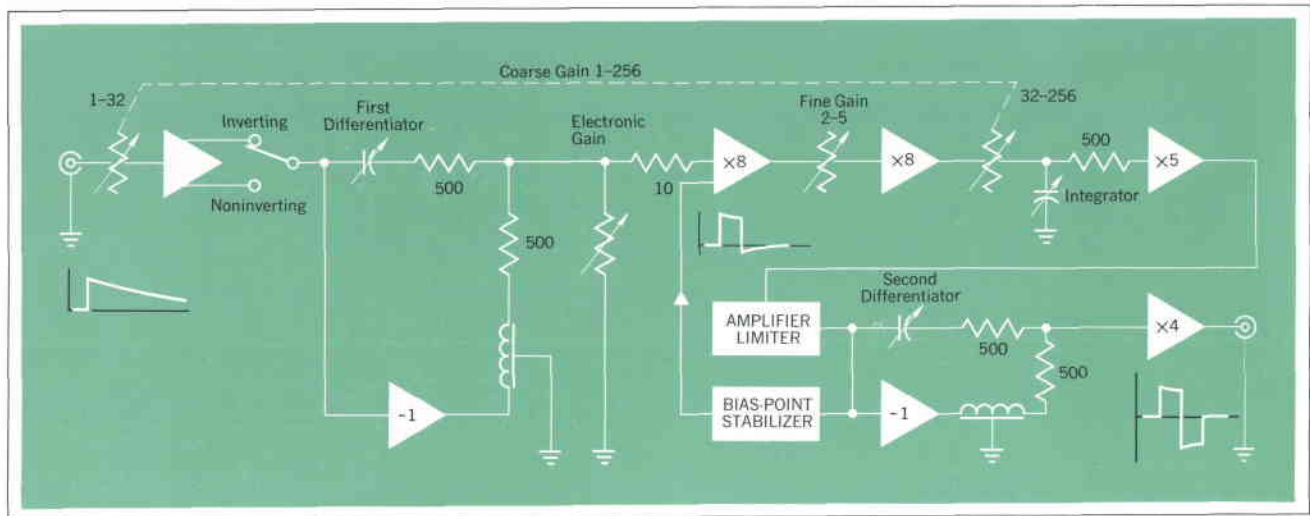 Coarse Gain 1–256
1–32
Inverting
First
Differentiator
Electronic
Gain
Fine Gain
2–5
32–256
500
10
×8
×8
500
×5
Noninverting
Integrator
500
Second
Differentiator
AMPLIFIER
LIMITER
500
×4
500
BIAS-POINT
STABILIZER
-1
-1